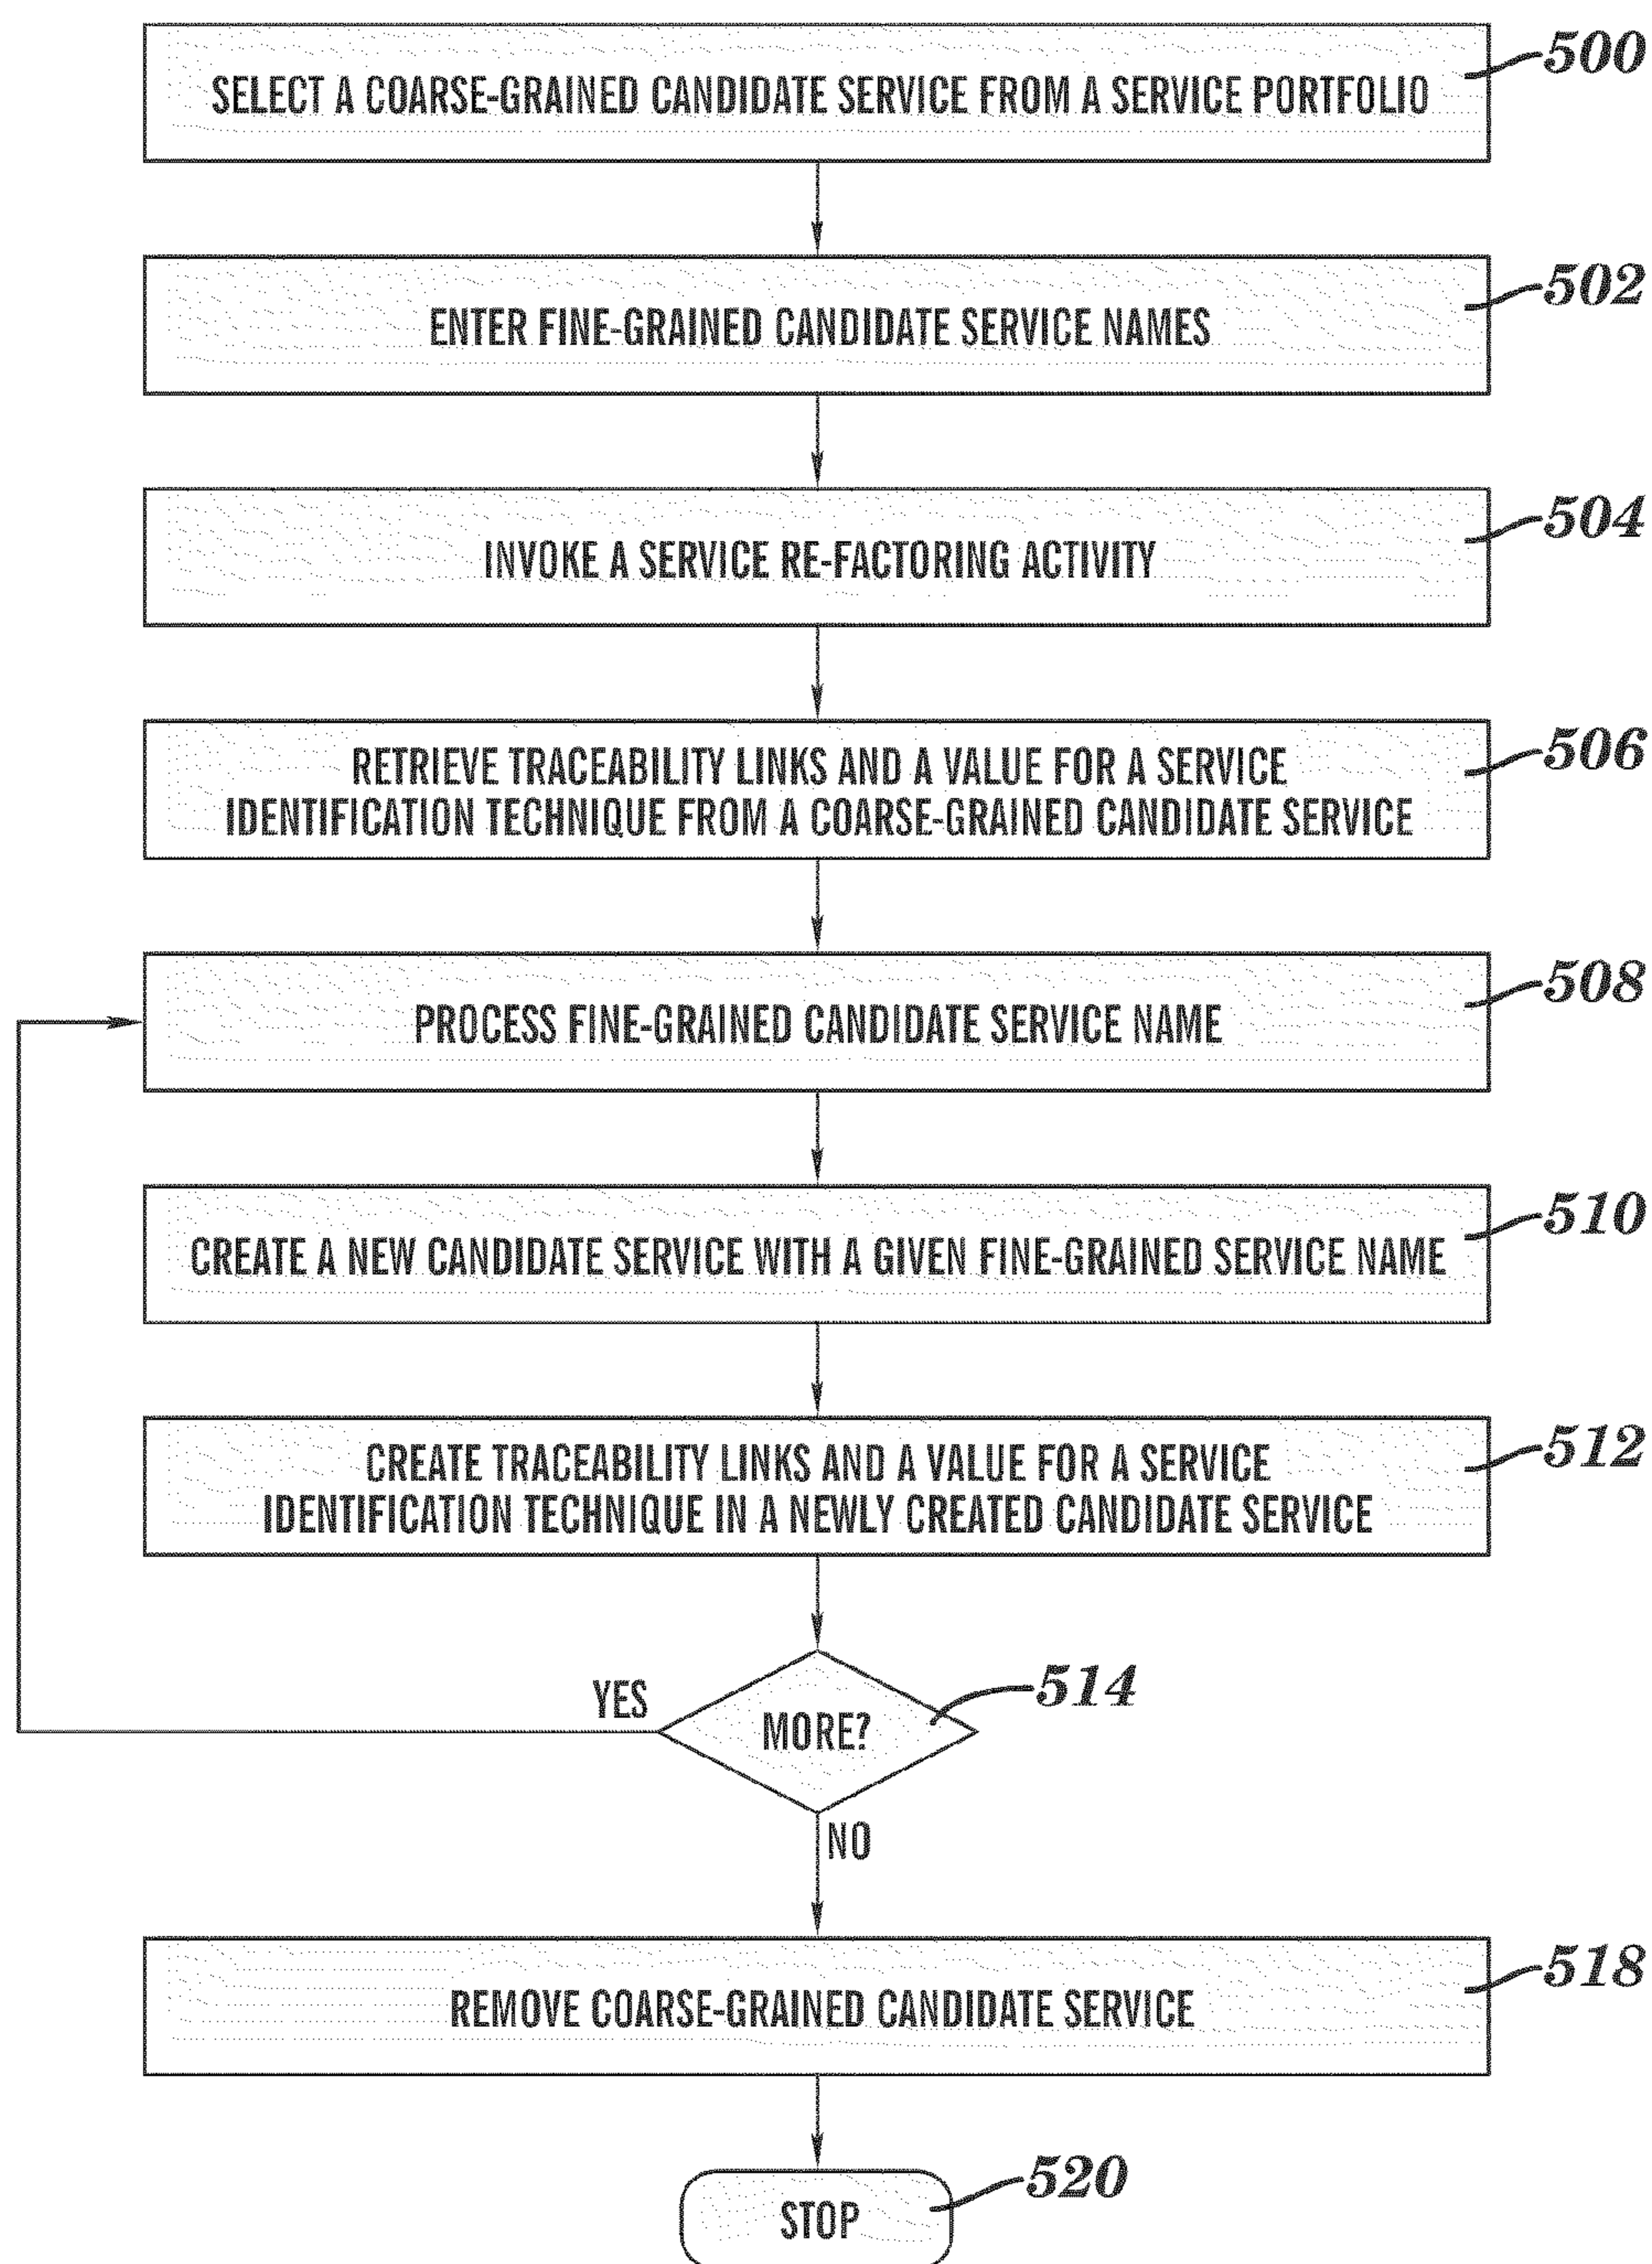 500
SELECT A COARSE-GRAINED CANDIDATE SERVICE FROM A SERVICE PORTFOLIO
502
ENTER FINE-GRAINED CANDIDATE SERVICE NAMES
504
INVOKE A SERVICE RE-FACTORING ACTIVITY
506
RETRIEVE TRACEABILITY LINKS AND A VALUE FOR A SERVICE
IDENTIFICATION TECHNIQUE FROM A COARSE-GRAINED CANDIDATE SERVICE
508
PROCESS FINE-GRAINED CANDIDATE SERVICE NAME
510
CREATE A NEW CANDIDATE SERVICE WITH A GIVEN FINE-GRAINED SERVICE NAME
512
CREATE TRACEABILITY LINKS AND A VALUE FOR A SERVICE
IDENTIFICATION TECHNIQUE IN A NEWLY CREATED CANDIDATE SERVICE
514
YES
MORE?
NO
518
REMOVE COARSE-GRAINED CANDIDATE SERVICE
520
STOP